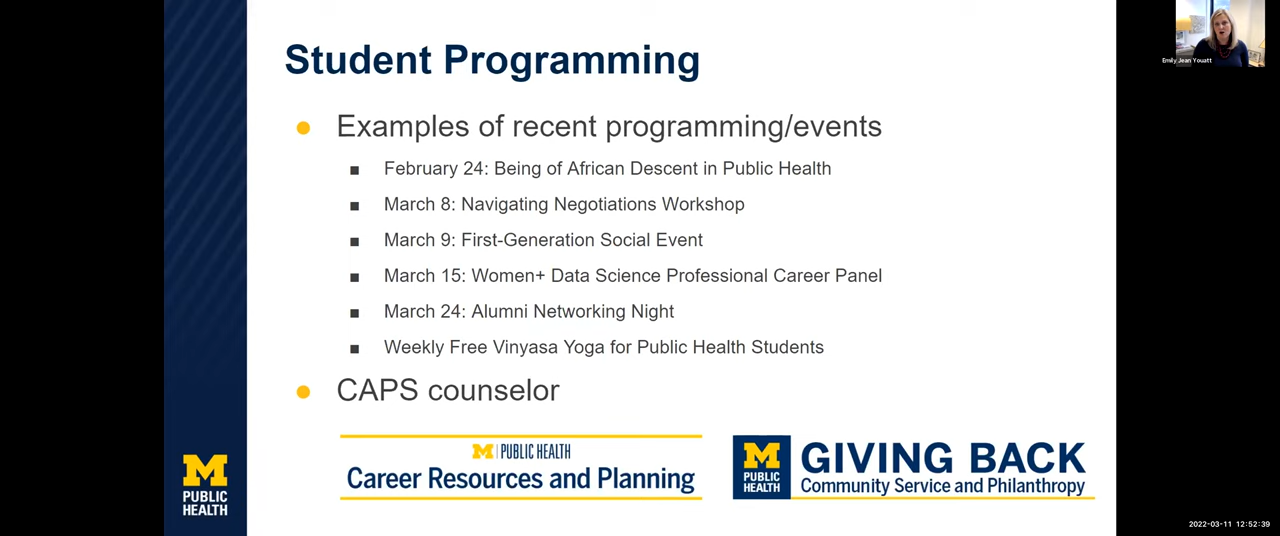 Student Programming
Emily Jean Youatt
Examples of recent programming/events
February 24: Being of African Descent in Public Health
March 8: Navigating Negotiations Workshop
March 9: First-Generation Social Event
March 15: Women+ Data Science Professional Career Panel
March 24: Alumni Networking Night
Weekly Free Vinyasa Yoga for Public Health Students
CAPS counselor
M
PUBLIC
HEALTH
M | PUBLIC HEALTH
Career Resources and Planning
M
PUBLIC
HEALTH
GIVING BACK
Community Service and Philanthropy
2022-03-11 12:52:39